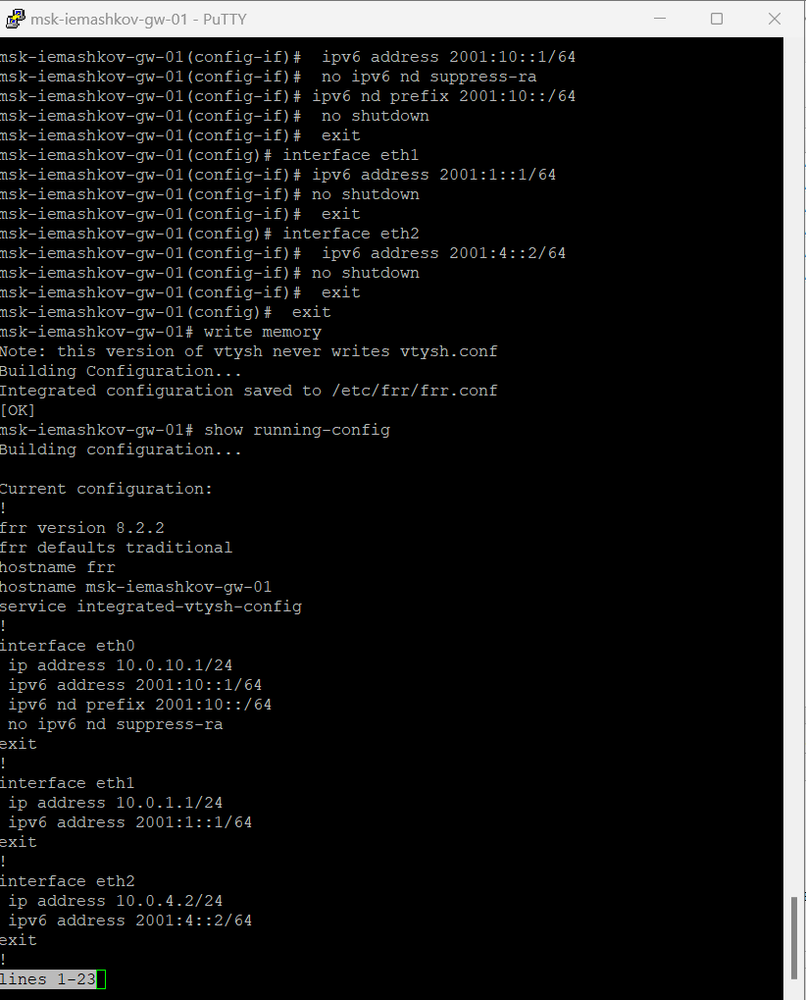 msk-iemashkov-gw-01 - PuTTY
msk-iemashkov-gw-01(config-if)#  ipv6 address 2001:10::1/64
msk-iemashkov-gw-01(config-if)#  no ipv6 nd suppress-ra
msk-iemashkov-gw-01(config-if)# ipv6 nd prefix 2001:10::/64
msk-iemashkov-gw-01(config-if)#  no shutdown
msk-iemashkov-gw-01(config-if)#  exit
msk-iemashkov-gw-01(config)# interface eth1
msk-iemashkov-gw-01(config-if)# ipv6 address 2001:1::1/64
msk-iemashkov-gw-01(config-if)# no shutdown
msk-iemashkov-gw-01(config-if)#  exit
msk-iemashkov-gw-01(config)# interface eth2
msk-iemashkov-gw-01(config-if)#  ipv6 address 2001:4::2/64
msk-iemashkov-gw-01(config-if)# no shutdown
msk-iemashkov-gw-01(config-if)#  exit
msk-iemashkov-gw-01(config)#  exit
msk-iemashkov-gw-01# write memory
Note: this version of vtysh never writes vtysh.conf
Building Configuration...
Integrated configuration saved to /etc/frr/frr.conf
[OK]
msk-iemashkov-gw-01# show running-config
Building configuration...

Current configuration:
!
frr version 8.2.2
frr defaults traditional
hostname frr
hostname msk-iemashkov-gw-01
service integrated-vtysh-config
!
interface eth0
 ip address 10.0.10.1/24
 ipv6 address 2001:10::1/64
 ipv6 nd prefix 2001:10::/64
 no ipv6 nd suppress-ra
exit
!
interface eth1
 ip address 10.0.1.1/24
 ipv6 address 2001:1::1/64
exit
!
interface eth2
 ip address 10.0.4.2/24
 ipv6 address 2001:4::2/64
exit
!
lines 1-23